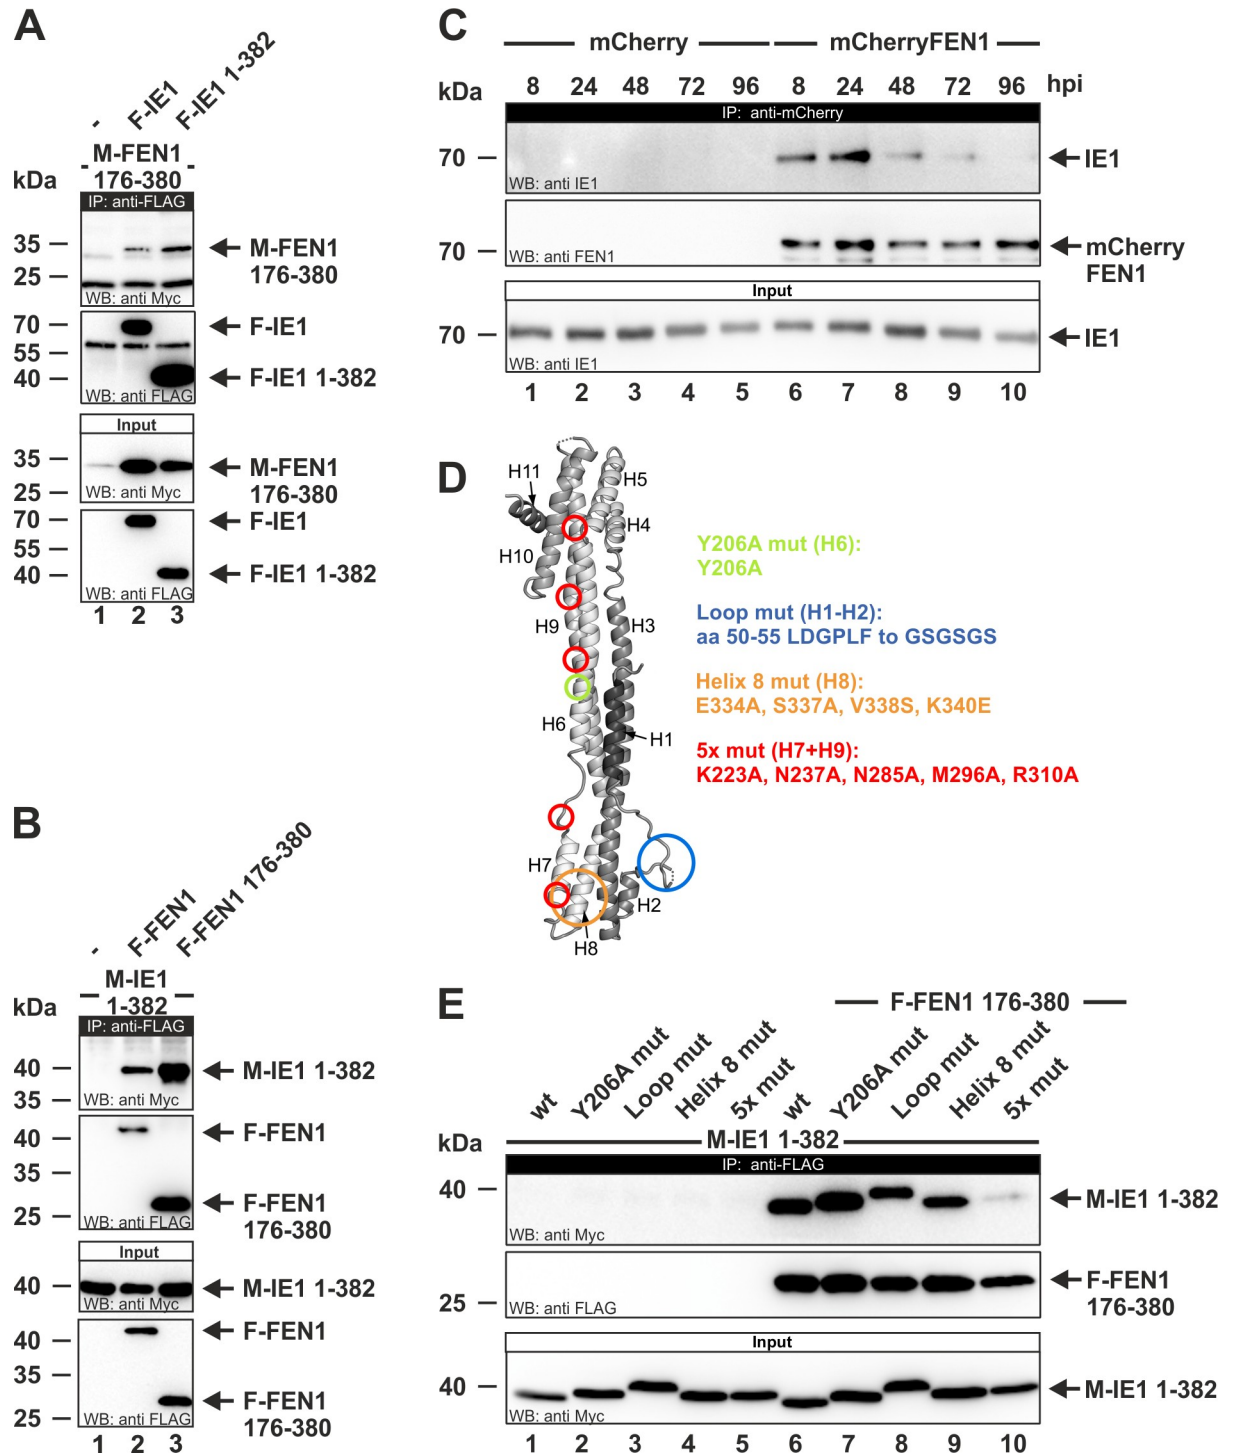 A
-
F-IE1
F-IE1 1-382
M-FEN1
- 176-380 -
kDa
IP: anti-FLAG
35
25
M-FEN1
176-380
WB: anti Myc
70
55
40
F-IE1
F-IE1 1-382
WB: anti FLAG
Input
35
25
M-FEN1
176-380
WB: anti Myc
70
55
40
F-IE1
F-IE1 1-382
WB: anti FLAG
1 2 3
B
-
F-FEN1
F-FEN1 176-380
M-IE1
1-382
kDa
IP: anti-FLAG
40
35
M-IE1 1-382
WB: anti Myc
40
35
25
F-FEN1
F-FEN1
176-380
WB: anti FLAG
Input
40
M-IE1 1-382
WB: anti Myc
40
35
25
F-FEN1
F-FEN1
176-380
WB: anti FLAG
1 2 3
C
mCherry mCherryFEN1
kDa 8 24 48 72 96 8 24 48 72 96 hpi
IP: anti-mCherry
70
IE1
WB: anti IE1
70
mCherry
FEN1
WB: anti FEN1
Input
70
IE1
WB: anti IE1
1 2 3 4 5 6 7 8 9 10
D
H11
H5
H4
H10
H9
H3
H6
H1
H7
H2
H8
Y206A mut (H6):
Y206A
Loop mut (H1-H2):
aa 50-55 LDGPLF to GSGSGS
Helix 8 mut (H8):
E334A, S337A, V338S, K340E
5x mut (H7+H9):
K223A, N237A, N285A, M296A, R310A
E
F-FEN1 176-380
wt
Y206A mut
Loop mut
Helix 8 mut
5x mut
wt
Y206A mut
Loop mut
Helix 8 mut
5x mut
kDa
M-IE1 1-382
IP: anti-FLAG
40
M-IE1 1-382
WB: anti Myc
25
F-FEN1
176-380
WB: anti FLAG
Input
40
M-IE1 1-382
WB: anti Myc
1 2 3 4 5 6 7 8 9 10